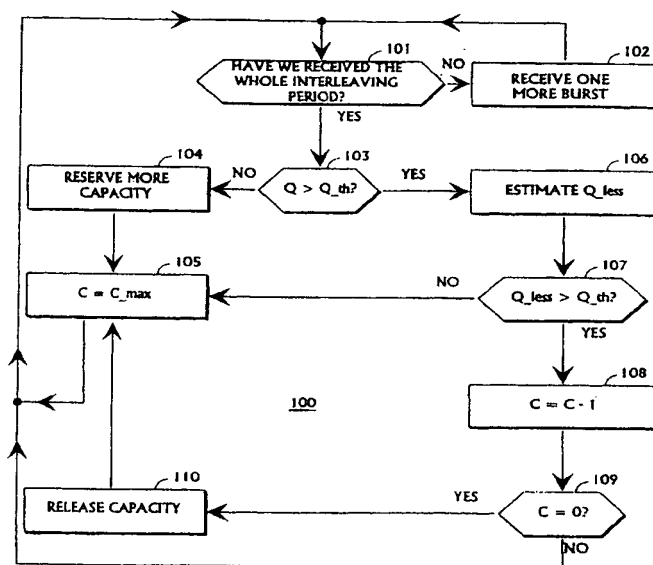 101
HAVE WE RECEIVED THE
WHOLE INTERLEAVING
PERIOD?
NO
102
RECEIVE ONE
MORE BURST
YES
103
Q > Q_th?
NO
YES
104
RESERVE MORE
CAPACITY
106
ESTIMATE Q_less
105
C = C_max
107
Q_less > Q_th?
NO
YES
108
C = C - 1
100
109
C = 0?
YES
NO
110
RELEASE CAPACITY